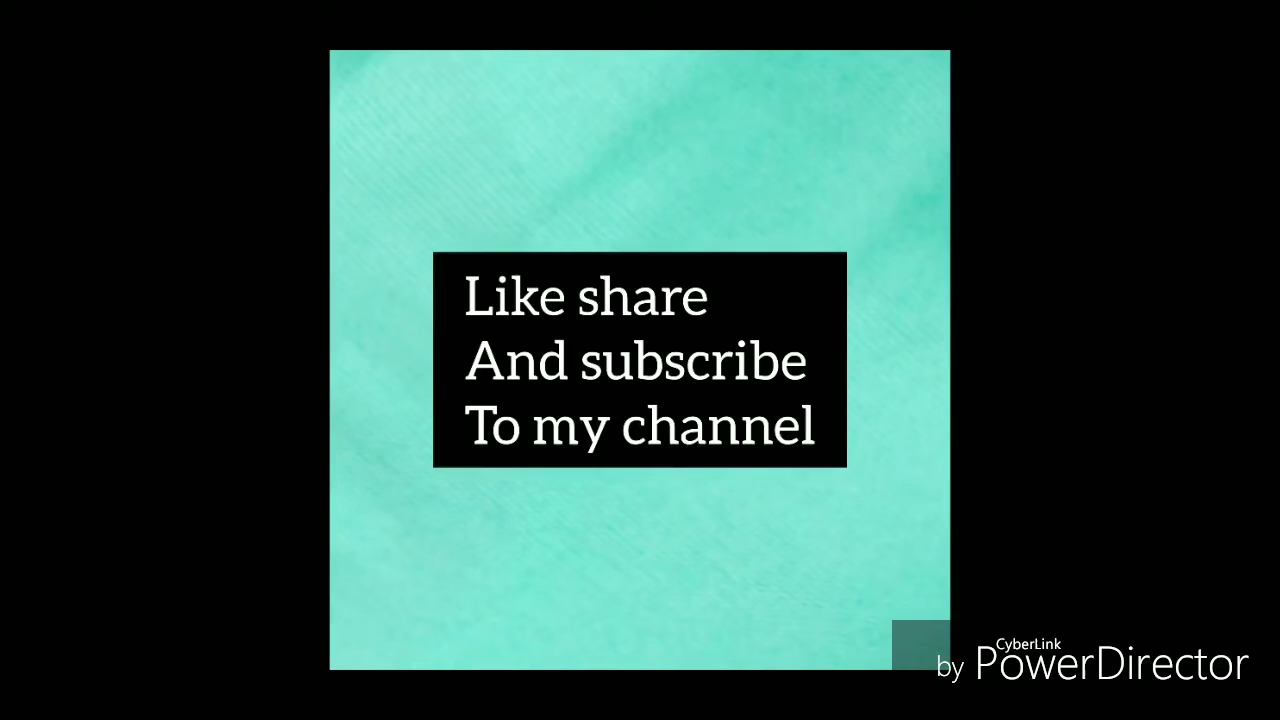 Like share
And subscribe
To my channel
CyberLink
by PowerDirector